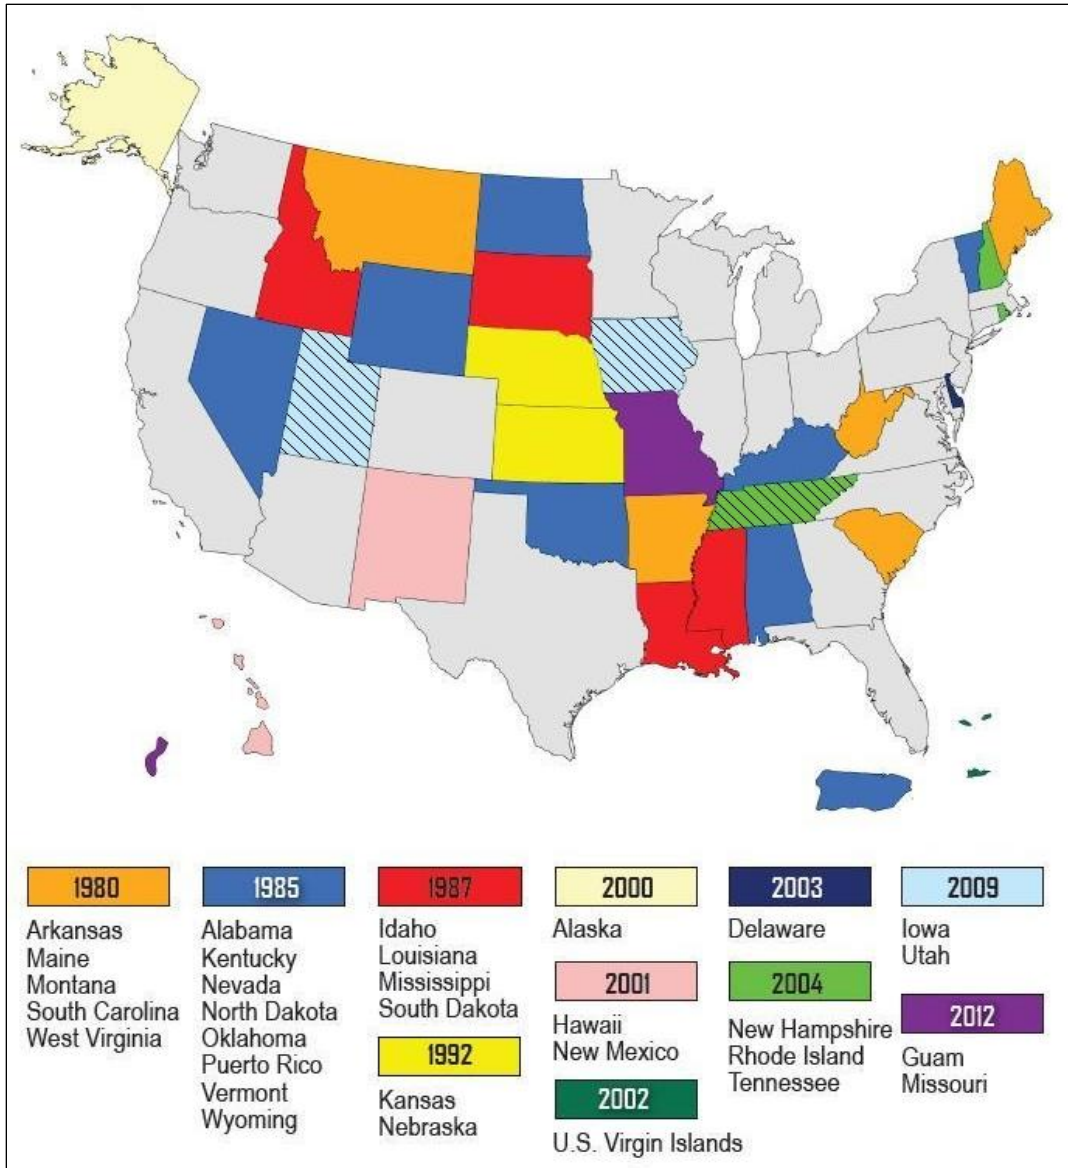 1980
Arkansas
Maine
Montana
South Carolina
West Virginia
1985
Alabama
Kentucky
Nevada
North Dakota
Oklahoma
Puerto Rico
Vermont
Wyoming
1987
Idaho
Louisiana
Mississippi
South Dakota
1992
Kansas
Nebraska
2000
Alaska
2001
Hawaii
New Mexico
2002
U.S. Virgin Islands
2003
Delaware
2004
New Hampshire
Rhode Island
Tennessee
2009
Iowa
Utah
2012
Guam
Missouri